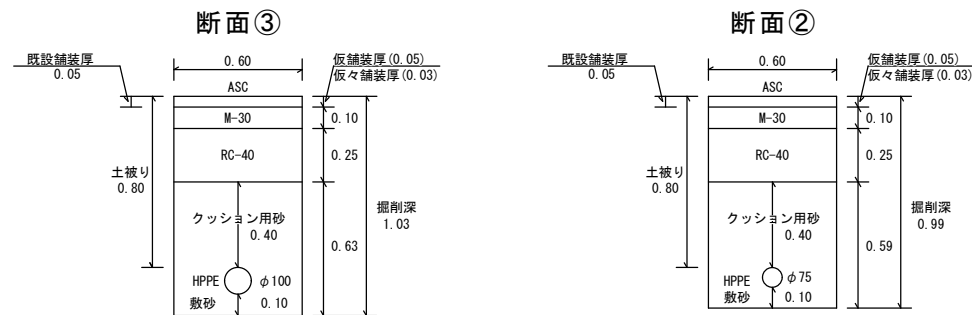 断面③
既設舗装厚
0.05
0.60
仮舗装厚(0.05)
仮々舗装厚(0.03)
ASC
M-30
0.10
RC-40
0.25
土被り
0.80
クッション用砂
0.40
掘削深
1.03
0.63
HPPE
φ100
敷砂
0.10
断面②
既設舗装厚
0.05
0.60
仮舗装厚(0.05)
仮々舗装厚(0.03)
ASC
M-30
0.10
RC-40
0.25
土被り
0.80
クッション用砂
0.40
掘削深
0.99
0.59
HPPE
φ75
敷砂
0.10